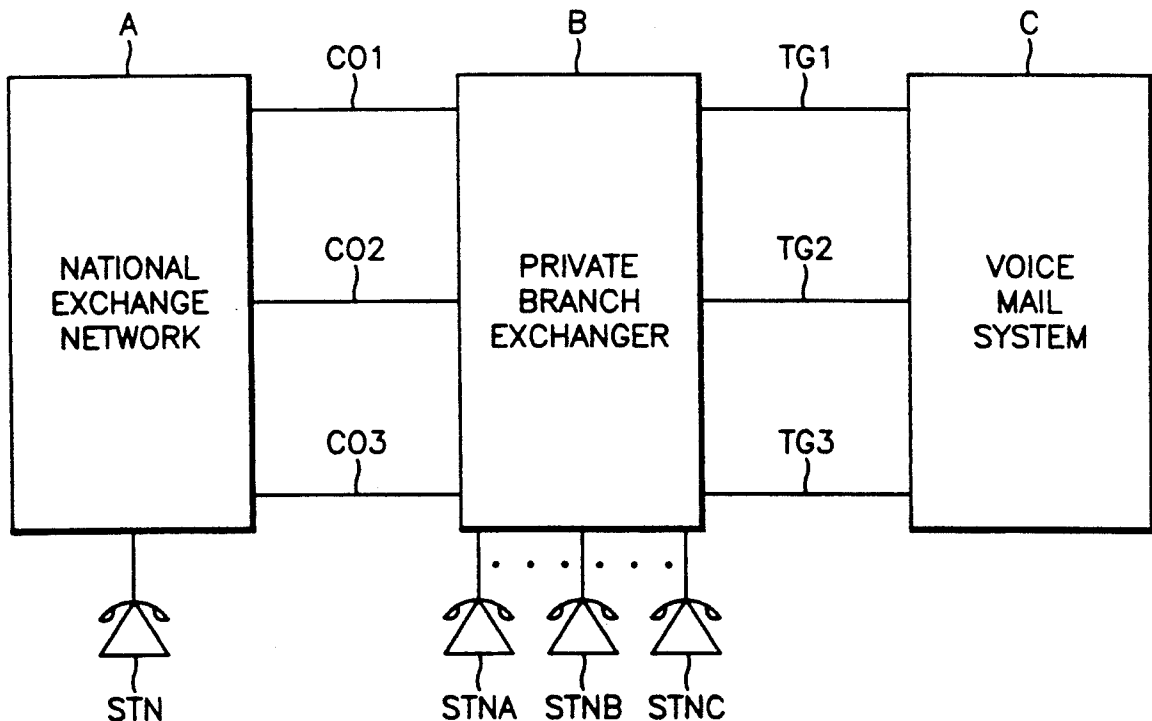 A
B
C
CO1
TG1
NATIONAL
EXCHANGE
NETWORK
CO2
PRIVATE
BRANCH
EXCHANGER
TG2
VOICE
MAIL
SYSTEM
CO3
TG3
STN
STNA
STNB
STNC